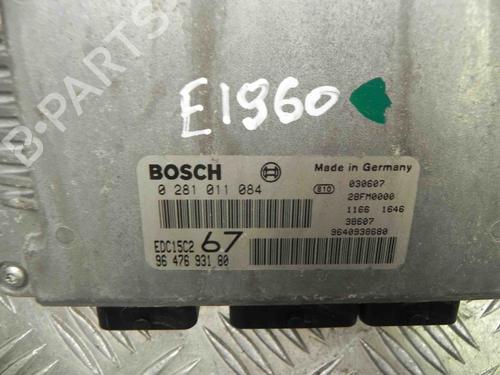 B-PARTS
E1960
BOSCH
Made in Germany
0 281 011 084
e10
030607
28FM0000
1166 1646
38607
EDC15C2 67
9640938680
96 476 931 80